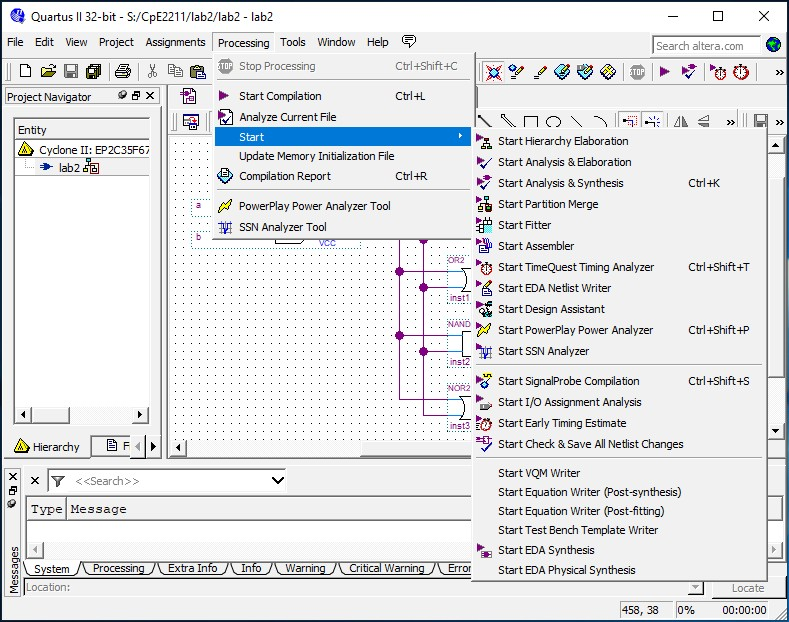 Quartus II 32-bit - S:/CpE2211/lab2/lab2 - lab2
File Edit View Project Assignments Processing Tools Window Help
Search altera.com
Stop Processing Ctrl+Shift+C
Start Compilation Ctrl+L
Analyze Current File
Start
Update Memory Initialization File
Compilation Report Ctrl+R
PowerPlay Power Analyzer Tool
SSN Analyzer Tool
Project Navigator
Entity
Cyclone II: EP2C35F67
lab2
Hierarchy
F
a
b
VCC
OR2
inst1
NAND
inst2
NOR2
inst3
Start Hierarchy Elaboration
Start Analysis & Elaboration
Start Analysis & Synthesis Ctrl+K
Start Partition Merge
Start Fitter
Start Assembler
Start TimeQuest Timing Analyzer Ctrl+Shift+T
Start EDA Netlist Writer
Start Design Assistant
Start PowerPlay Power Analyzer Ctrl+Shift+P
Start SSN Analyzer
Start SignalProbe Compilation Ctrl+Shift+S
Start I/O Assignment Analysis
Start Early Timing Estimate
Start Check & Save All Netlist Changes
Start VQM Writer
Start Equation Writer (Post-synthesis)
Start Equation Writer (Post-fitting)
Start Test Bench Template Writer
Start EDA Synthesis
Start EDA Physical Synthesis
<<Search>>
Type Message
System Processing Extra Info Info Warning Critical Warning Erro
Messages
Location:
Locate
458, 38 0% 00:00:00